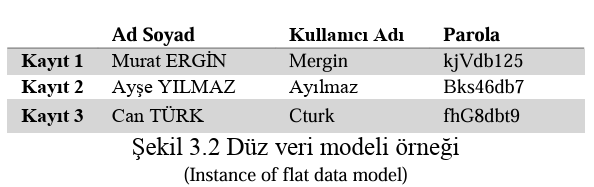 Ad Soyad Kullanıcı Adı Parola
Kayıt 1 Murat ERGİN Mergin kjVdb125
Kayıt 2 Ayşe YILMAZ Ayılmaz Bks46db7
Kayıt 3 Can TÜRK Cturk fhG8dbt9
Şekil 3.2 Düz veri modeli örneği
(Instance of flat data model)